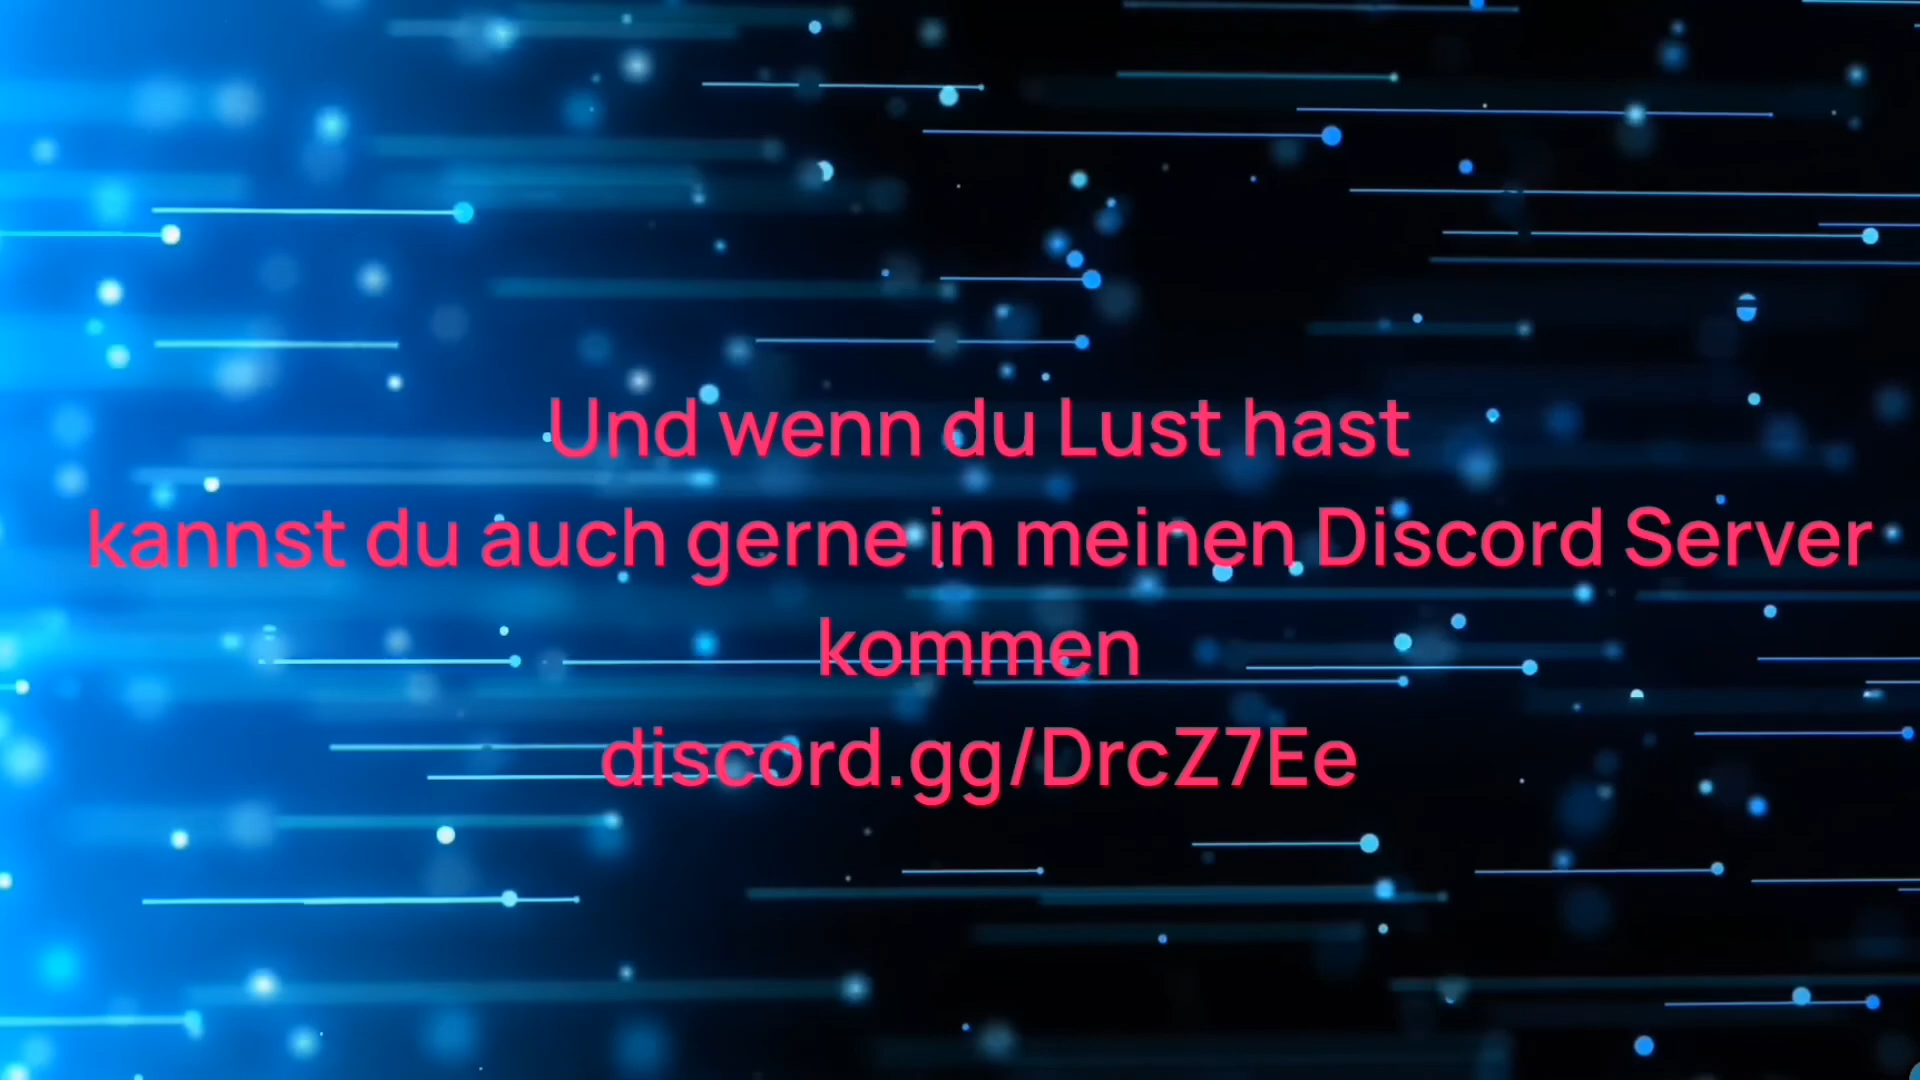 Und wenn du Lust hast
kannst du auch gerne in meinen Discord Server
kommen
discord.gg/DrcZ7Ee